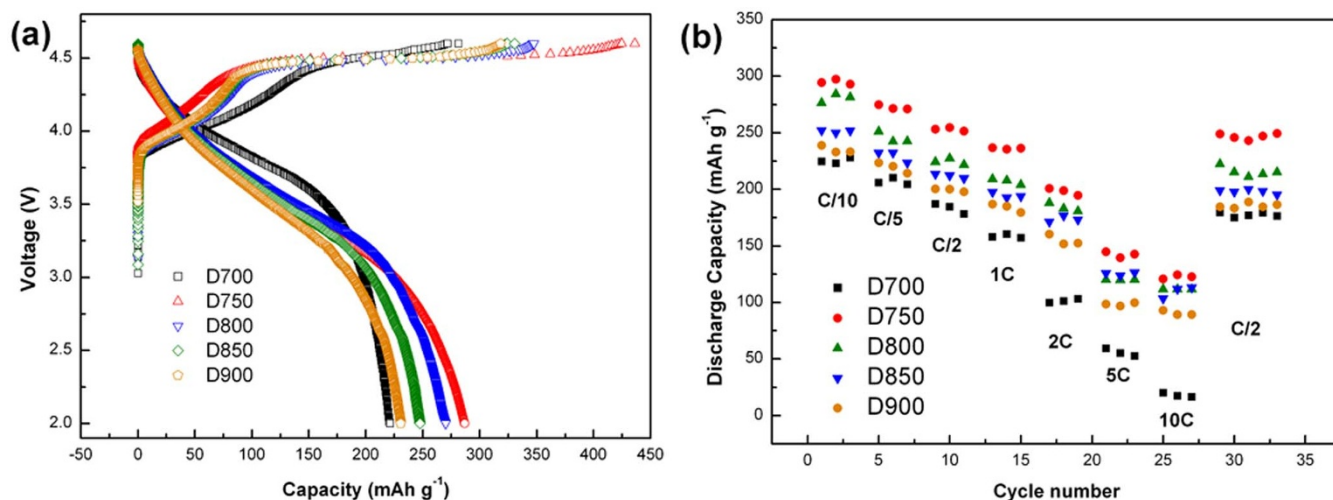 (a)
4.5
4.0
3.5
3.0
2.5
2.0
Voltage (V)
D700
D750
D800
D850
D900
-50 0 50 100 150 200 250 300 350 400 450
Capacity (mAh g⁻¹)
(b)
350
300
250
200
150
100
50
0
Discharge Capacity (mAh g⁻¹)
C/10
C/5
C/2
1C
2C
5C
10C
C/2
D700
D750
D800
D850
D900
0 5 10 15 20 25 30 35
Cycle number